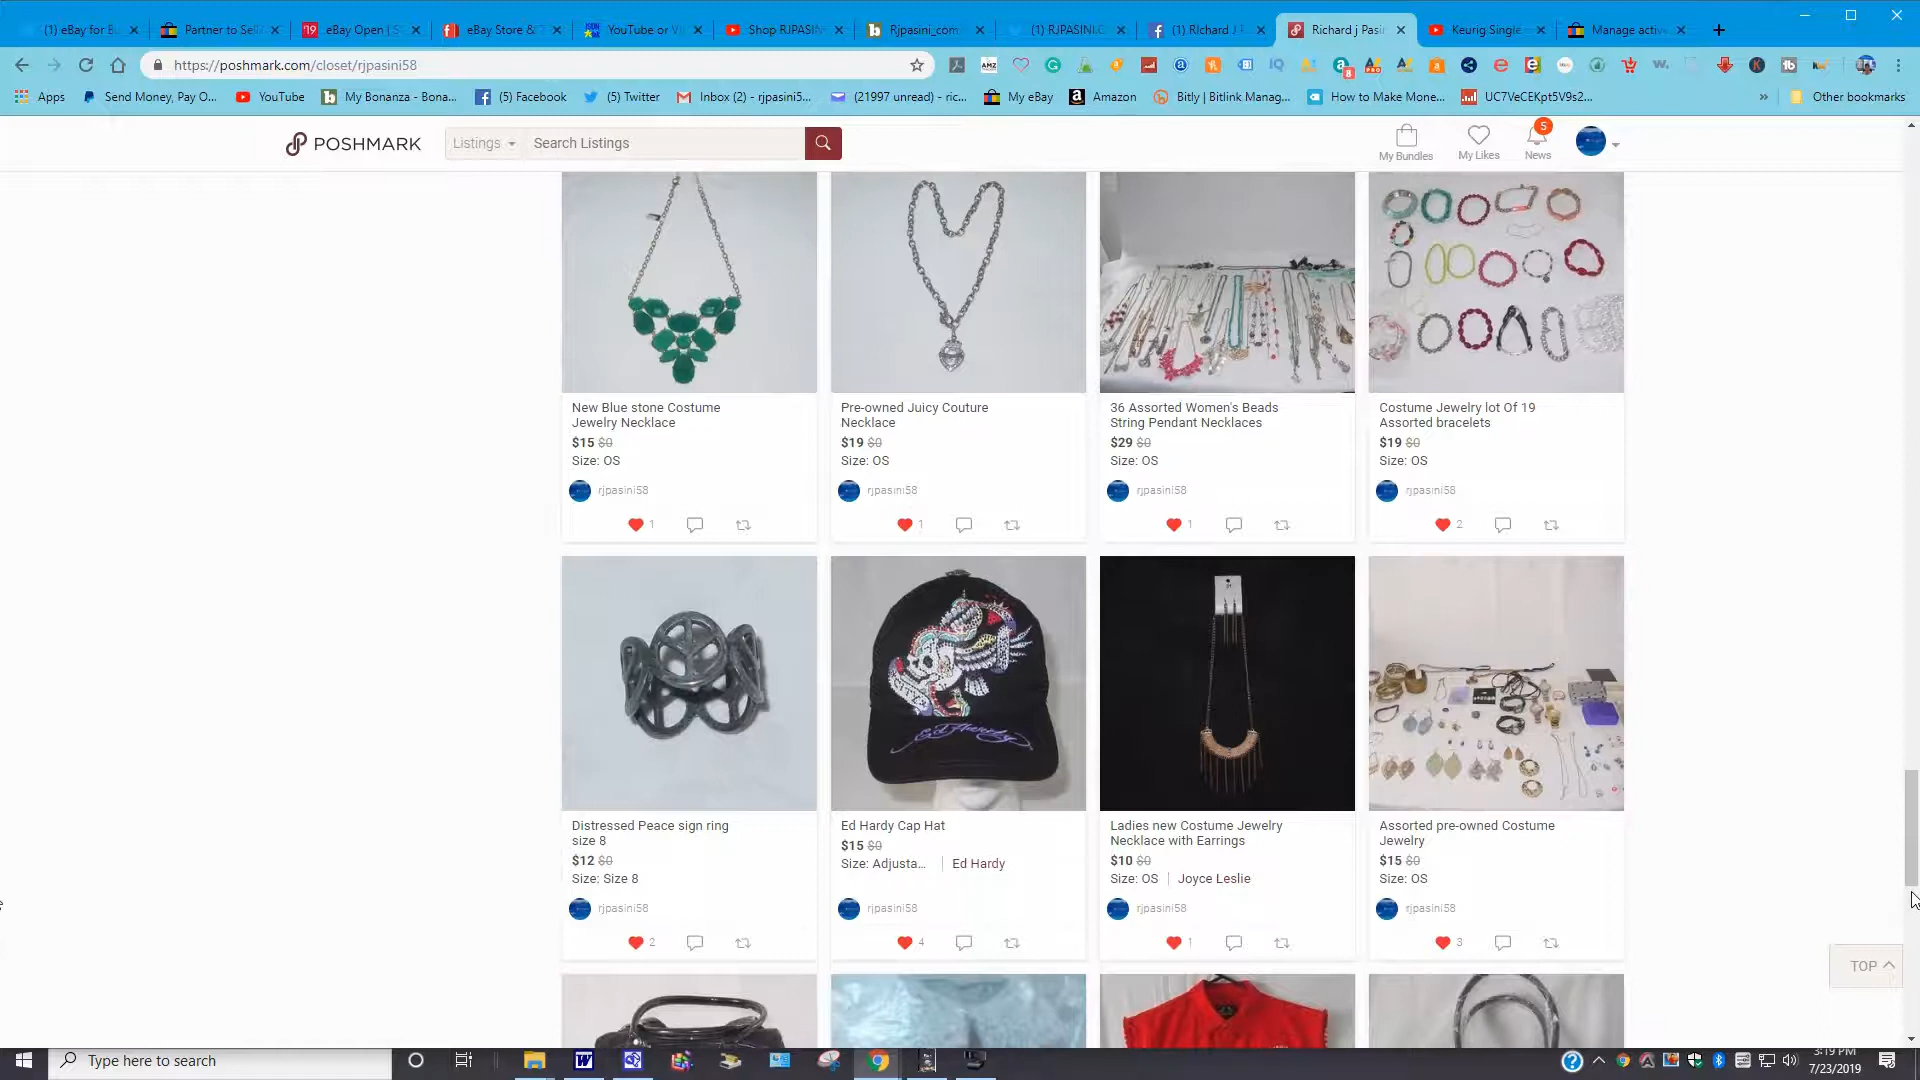 (1) eBay for Bu
Partner to Sell
eBay Open | S
eBay Store &
YouTube or Vi
Shop RJPASIN
Rjpasini_com
(1) RJPASINI.C
(1) RIchard J P
Richard j Pasin
Keurig Single
Manage activ
https://poshmark.com/closet/rjpasini58
Apps
Send Money, Pay O...
YouTube
My Bonanza - Bona...
(5) Facebook
(5) Twitter
Inbox (2) - rjpasini5...
(21997 unread) - ric...
My eBay
Amazon
Bitly | Bitlink Manag...
How to Make Mone...
UC7VeCEKpt5V9s2...
»
Other bookmarks
POSHMARK
Listings
Search Listings
My Bundles
My Likes
5
News
New Blue stone Costume
Jewelry Necklace
$15 $0
Size: OS
rjpasini58
1
Pre-owned Juicy Couture
Necklace
$19 $0
Size: OS
rjpasini58
1
36 Assorted Women's Beads
String Pendant Necklaces
$29 $0
Size: OS
rjpasini58
1
Costume Jewelry lot Of 19
Assorted bracelets
$19 $0
Size: OS
rjpasini58
2
Distressed Peace sign ring
size 8
$12 $0
Size: Size 8
rjpasini58
2
Ed Hardy
Ed Hardy Cap Hat
$15 $0
Size: Adjusta... | Ed Hardy
rjpasini58
4
Ladies new Costume Jewelry
Necklace with Earrings
$10 $0
Size: OS | Joyce Leslie
rjpasini58
1
Assorted pre-owned Costume
Jewelry
$15 $0
Size: OS
rjpasini58
3
TOP
Type here to search
3:19 PM
7/23/2019